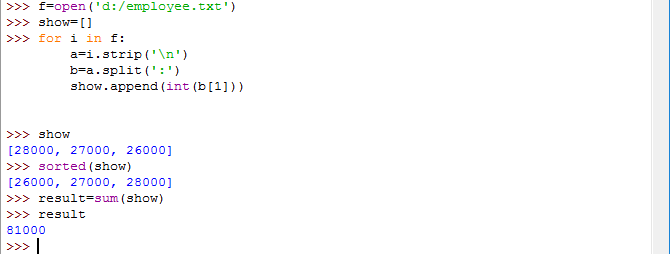 >>> f=open('d:/employee.txt')
>>> show=[]
>>> for i in f:
        a=i.strip('\n')
        b=a.split(':')
        show.append(int(b[1]))
>>> show
[28000, 27000, 26000]
>>> sorted(show)
[26000, 27000, 28000]
>>> result=sum(show)
>>> result
81000
>>>